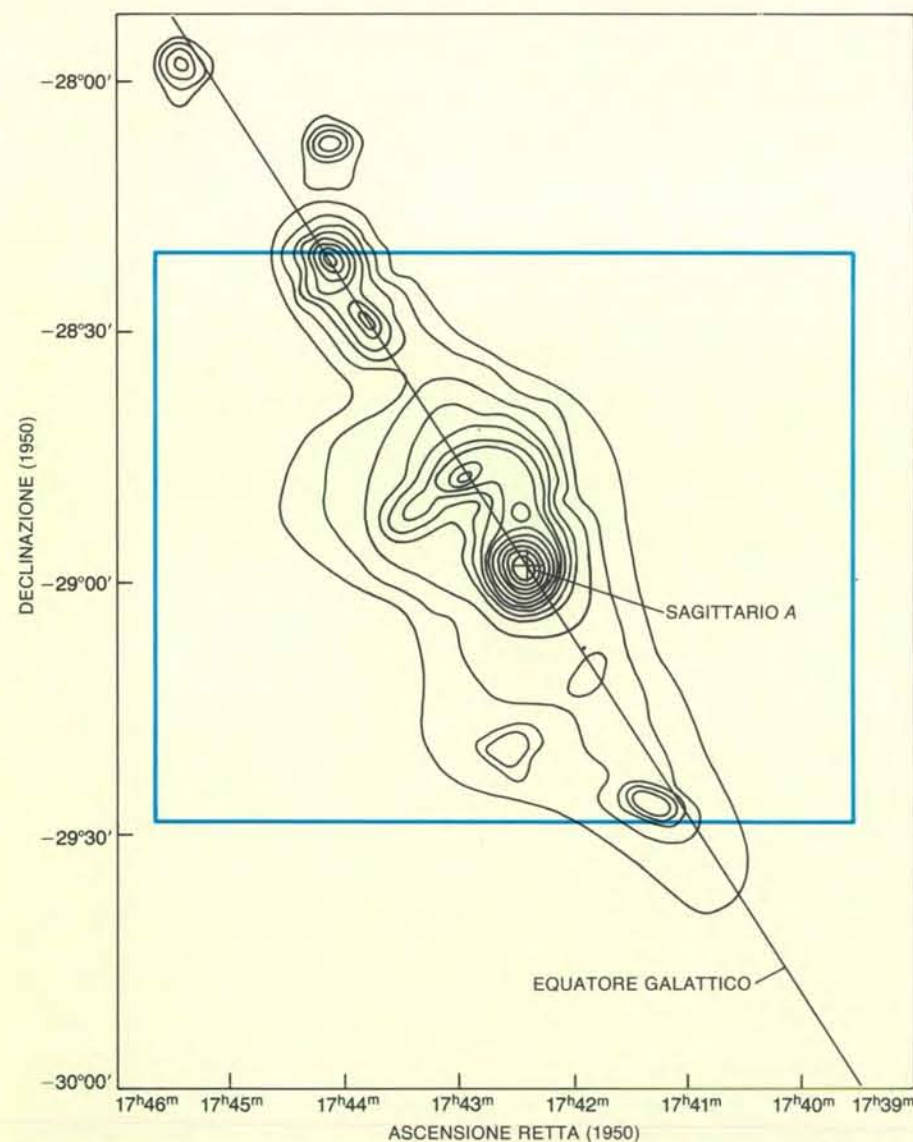 −28°00′
−28°30′
DECLINAZIONE (1950)
−29°00′
SAGITTARIO A
−29°30′
EQUATORE GALATTICO
−30°00′
17ʰ46ᵐ 17ʰ45ᵐ 17ʰ44ᵐ 17ʰ43ᵐ 17ʰ42ᵐ 17ʰ41ᵐ 17ʰ40ᵐ 17ʰ39ᵐ
ASCENSIONE RETTA (1950)